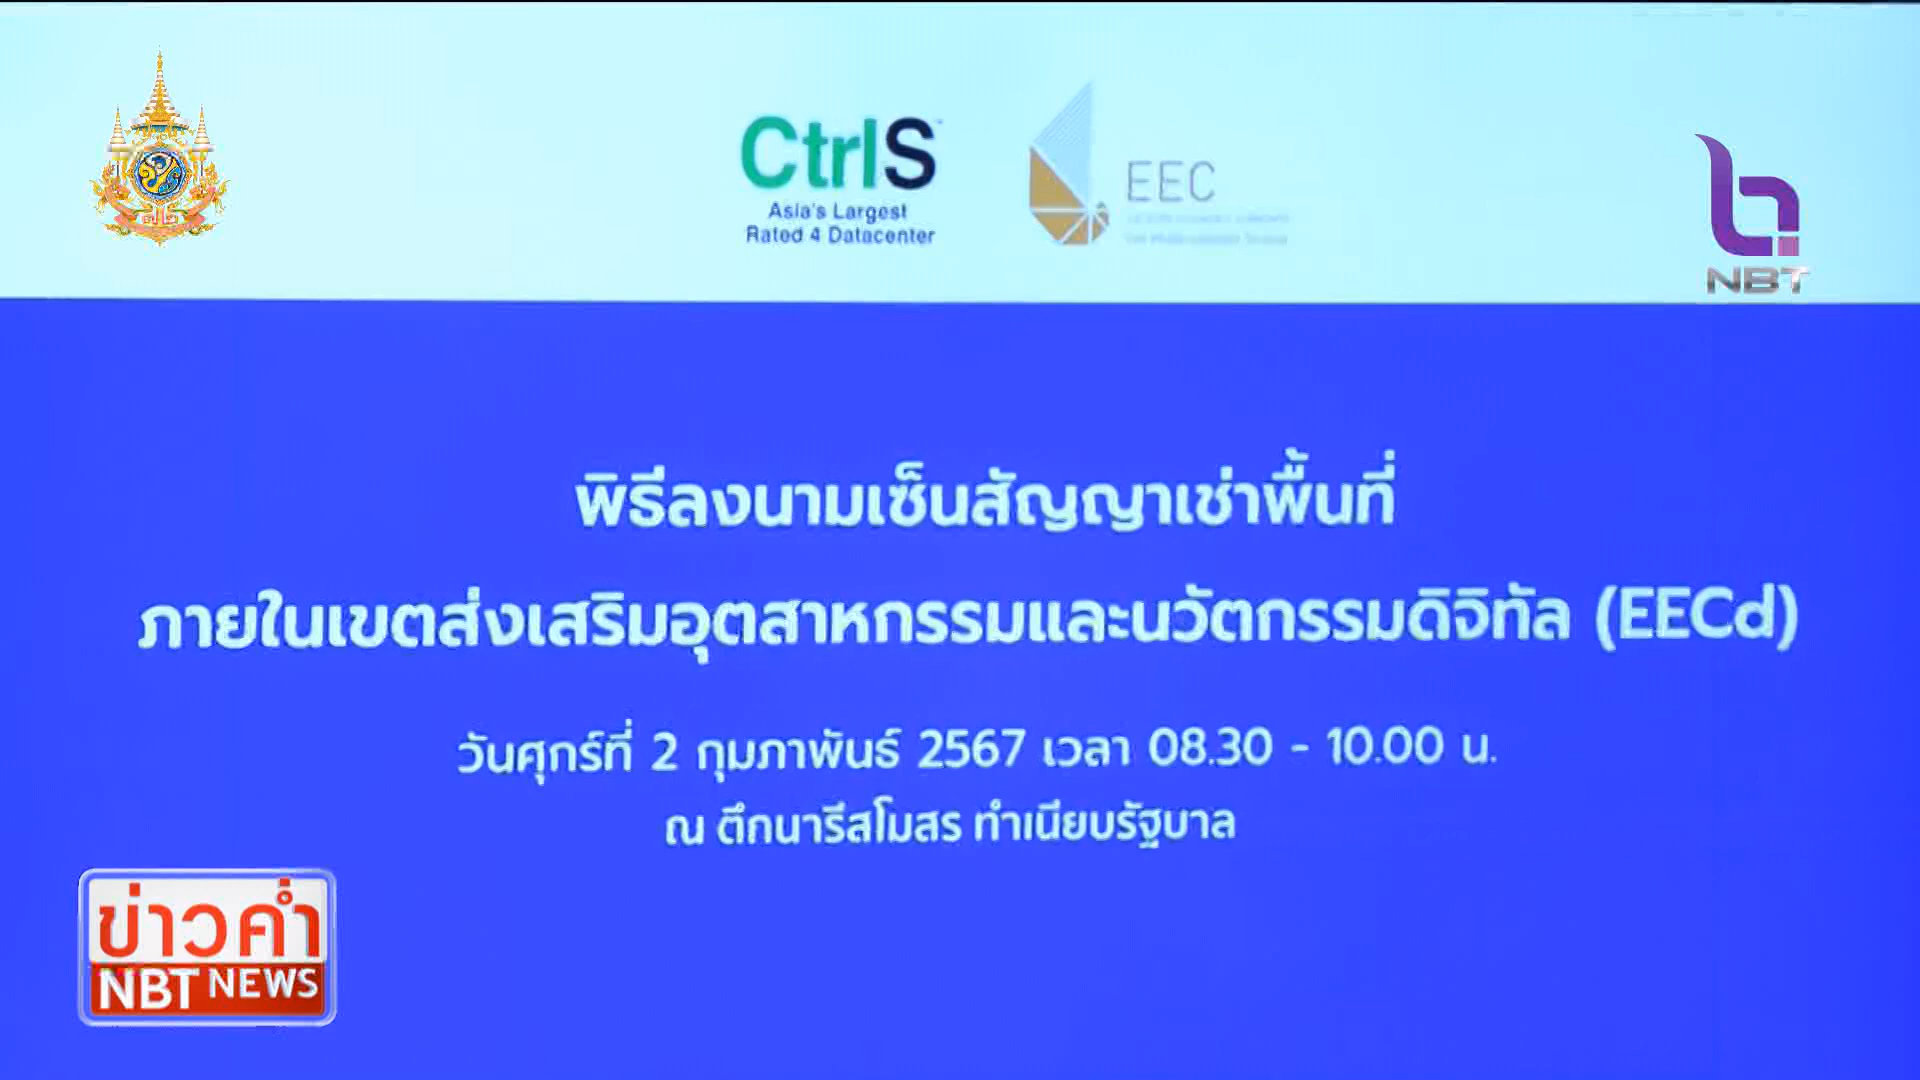 CtrlS
Asia's Largest
Rated 4 Datacenter
EEC
NBT
พิธีลงนามเซ็นสัญญาเช่าพื้นที่
ภายในเขตส่งเสริมอุตสาหกรรมและนวัตกรรมดิจิทัล (EECd)
วันศุกร์ที่ 2 กุมภาพันธ์ 2567 เวลา 08.30 - 10.00 น.
ณ ตึกนารีสโมสร ทำเนียบรัฐบาล
ข่าวค่ำ
NBT NEWS